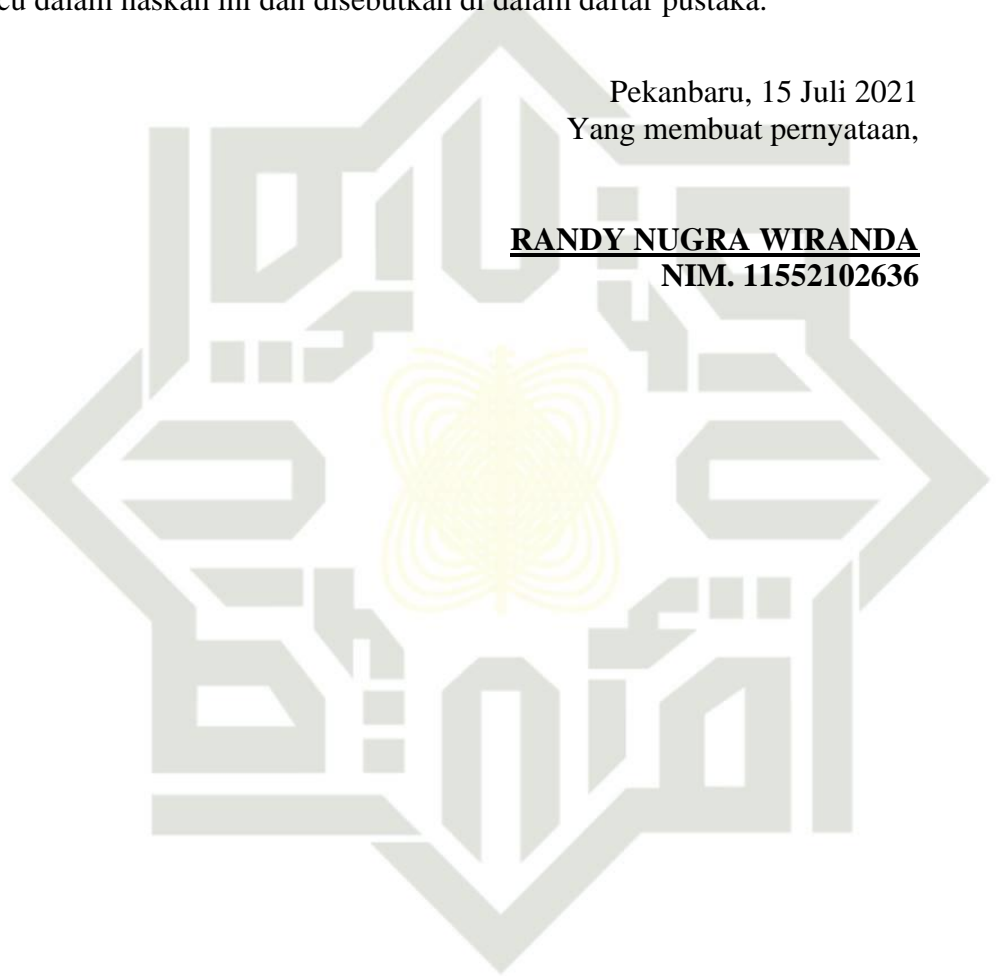 dalam naskah ini dan disebutkan di dalam daftar pustaka.
Pekanbaru, 15 Juli 2021
Yang membuat pernyataan,
RANDY NUGRA WIRANDA
NIM. 11552102636